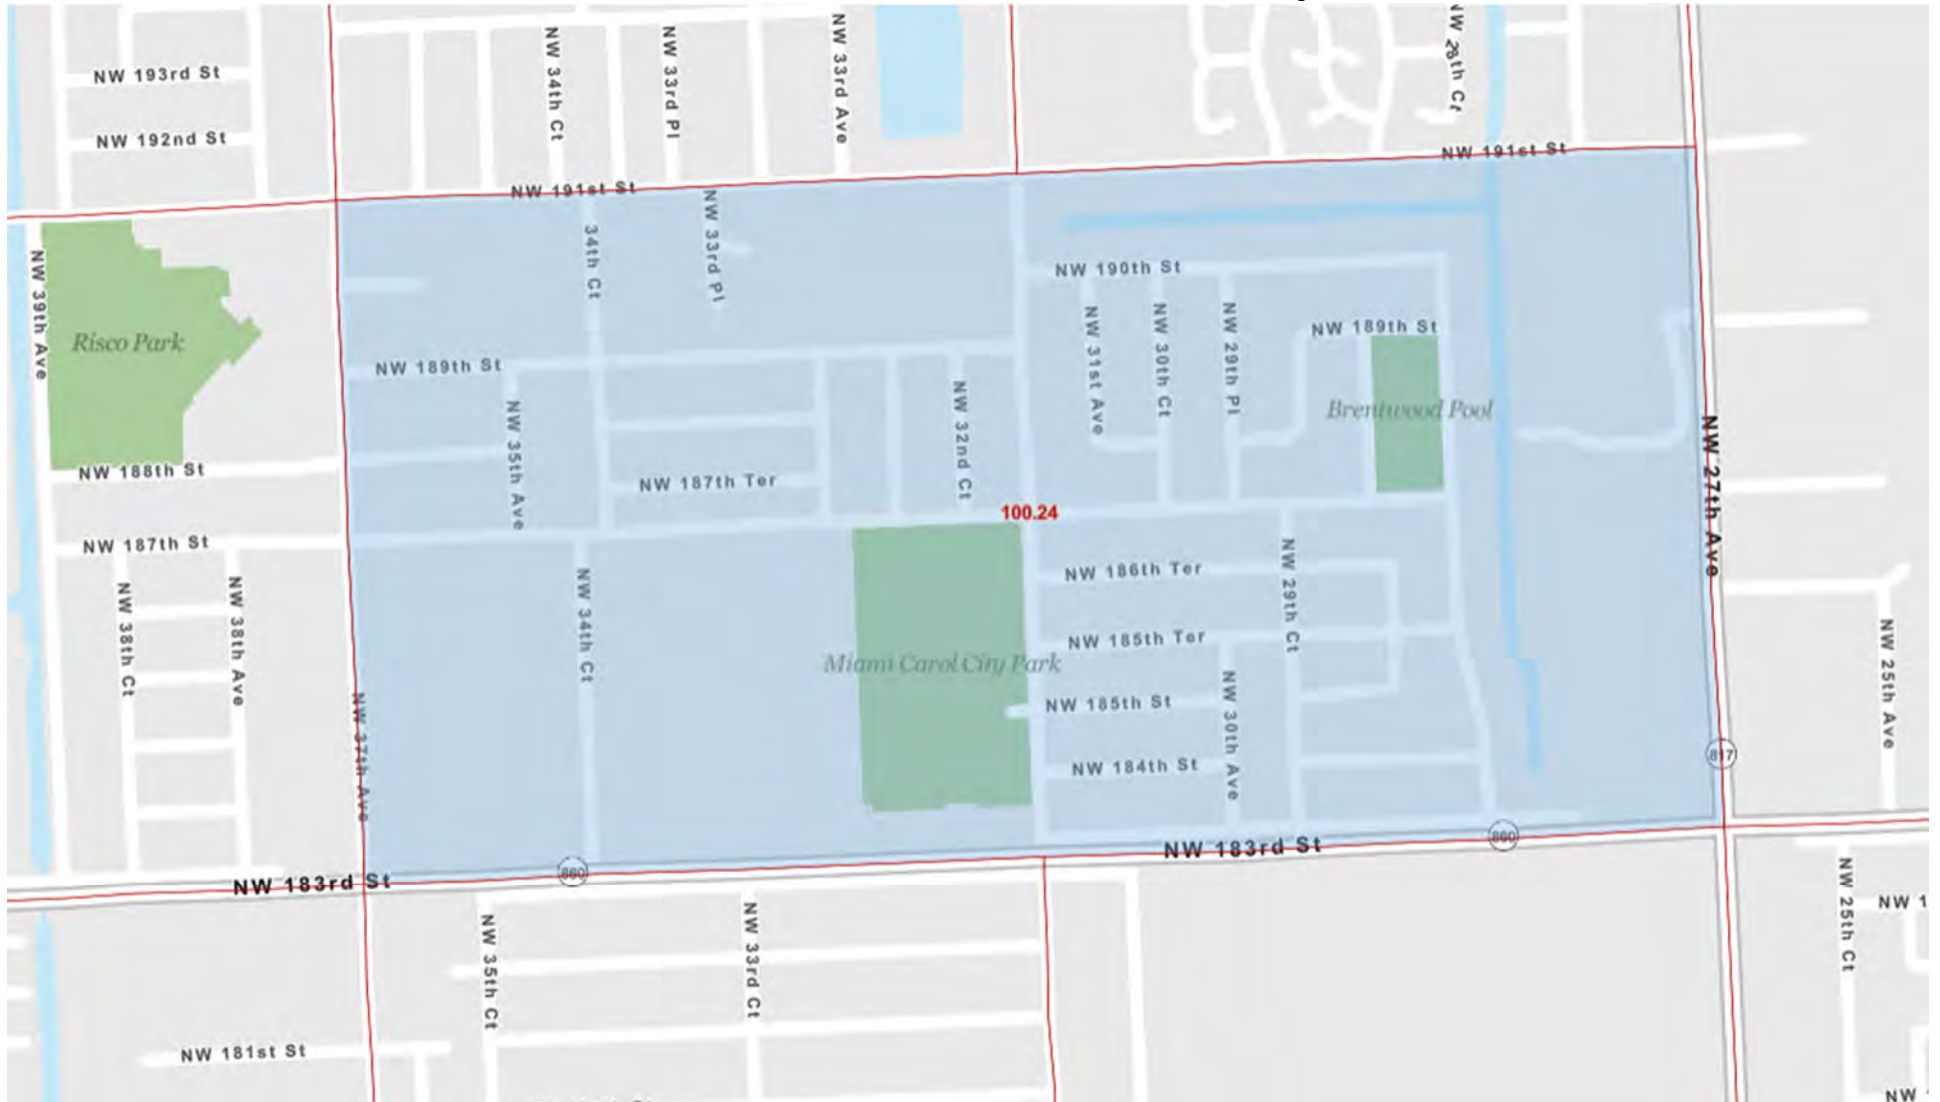 NW 193rd St
NW 192nd St
NW 34th Ct
NW 33rd Pl
NW 33rd Ave
NW 28th Ct
NW 191st St
NW 191st St
34th Ct
NW 33rd Pl
NW 39th Ave
Risco Park
NW 190th St
NW 189th St
NW 189th St
NW 31st Ave
NW 30th Ct
NW 29th Pl
NW 35th Ave
NW 32nd Ct
Brentwood Pool
NW 27th Ave
NW 188th St
NW 187th Ter
100.24
NW 187th St
NW 38th Ct
NW 38th Ave
NW 34th Ct
NW 186th Ter
NW 29th Ct
NW 185th Ter
Miami Carol City Park
NW 185th St
NW 30th Ave
NW 184th St
NW 25th Ave
NW 37th Ave
817
860
NW 183rd St
860
NW 183rd St
NW 35th Ct
NW 33rd Ct
NW 25th Ct
NW 1
NW 181st St
NW